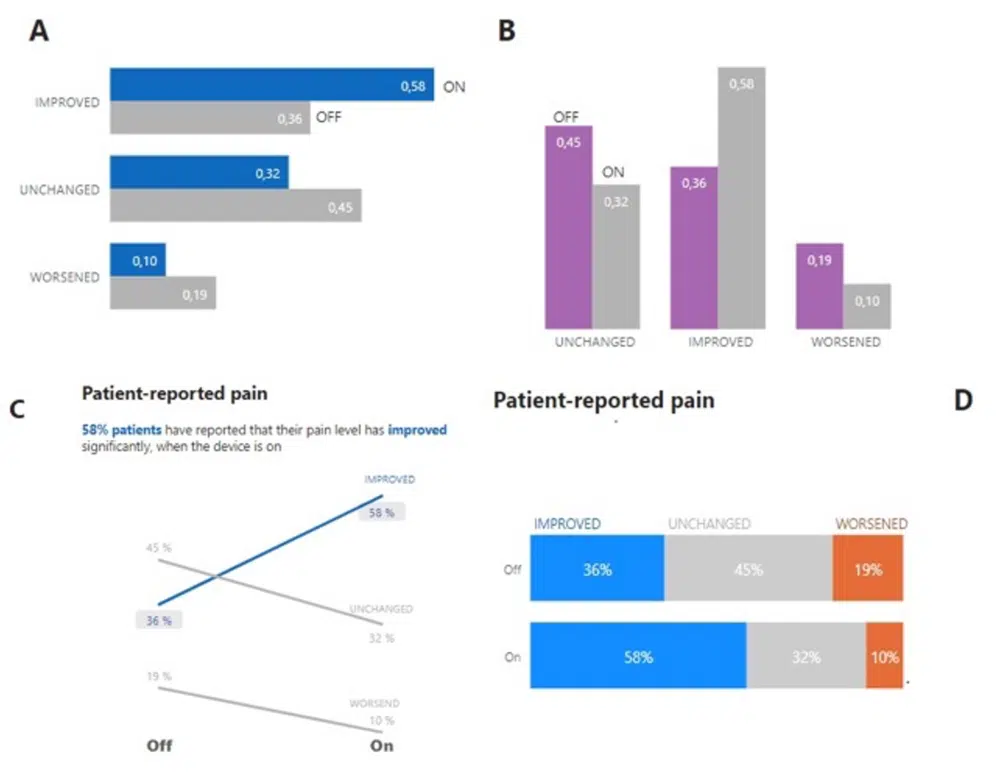 A
0,58
ON
IMPROVED
0,36
OFF
0,32
UNCHANGED
0,45
0,10
WORSENED
0,19
B
0,58
OFF
0,45
ON
0,36
0,32
0,19
0,10
UNCHANGED
IMPROVED
WORSENED
C
Patient-reported pain
58% patients have reported that their pain level has improved
significantly, when the device is on
IMPROVED
58 %
45 %
36 %
UNCHANGED
32 %
19 %
WORSEND
10 %
Off
On
Patient-reported pain
D
IMPROVED
UNCHANGED
WORSENED
Off
36%
45%
19%
On
58%
32%
10%